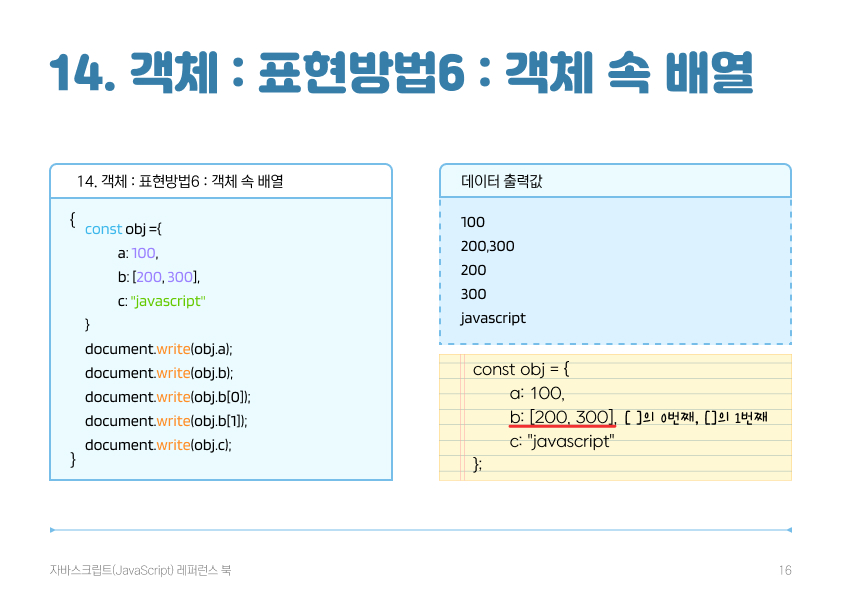 14. 객체 : 표현방법6 : 객체 속 배열
14. 객체 : 표현방법6 : 객체 속 배열
{
const obj ={
a: 100,
b: [200, 300],
c: "javascript"
}
document.write(obj.a);
document.write(obj.b);
document.write(obj.b[0]);
document.write(obj.b[1]);
document.write(obj.c);
}
데이터 출력값
100
200,300
200
300
javascript
const obj = {
a: 100,
b: [200, 300], [ ]의 0번째, []의 1번째
c: "javascript"
};
자바스크립트(JavaScript) 레퍼런스 북
16